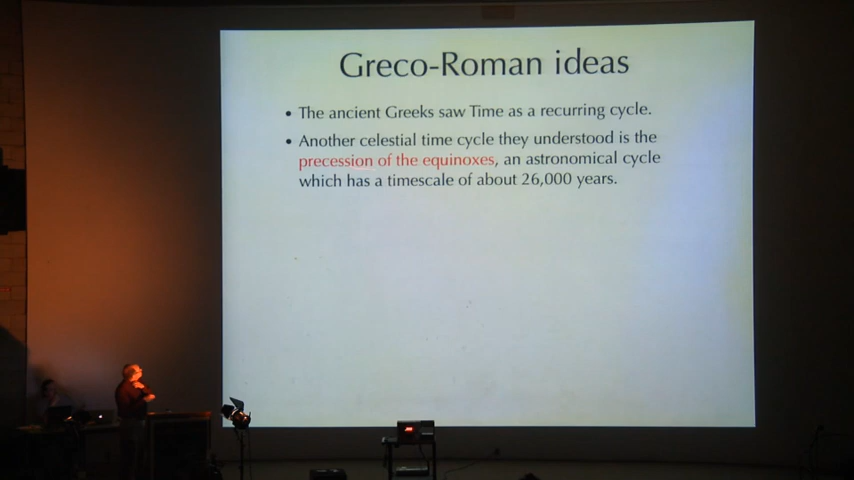 Greco-Roman ideas
• The ancient Greeks saw Time as a recurring cycle.
• Another celestial time cycle they understood is the
precession of the equinoxes, an astronomical cycle
which has a timescale of about 26,000 years.